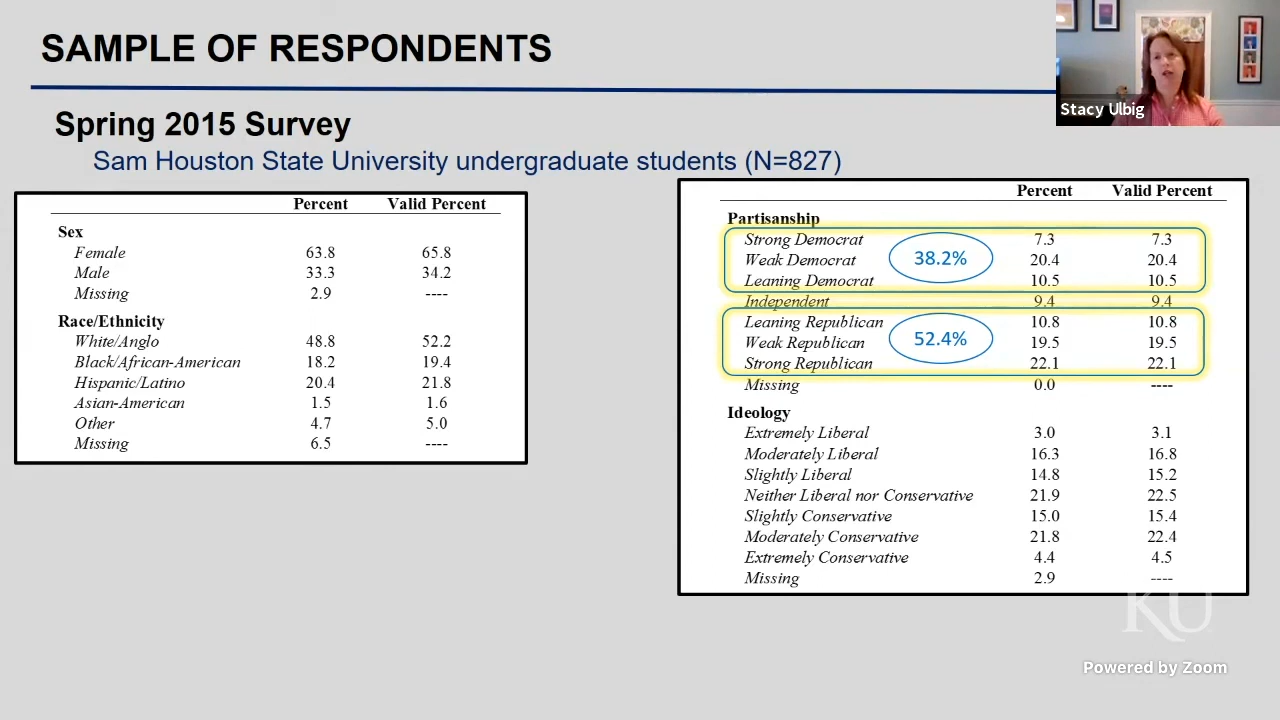 SAMPLE OF RESPONDENTS
Stacy Ulbig
Spring 2015 Survey
Sam Houston State University undergraduate students (N=827)
Percent Valid Percent
Sex
Female 63.8 65.8
Male 33.3 34.2
Missing 2.9 ----
Race/Ethnicity
White/Anglo 48.8 52.2
Black/African-American 18.2 19.4
Hispanic/Latino 20.4 21.8
Asian-American 1.5 1.6
Other 4.7 5.0
Missing 6.5 ----
Percent Valid Percent
Partisanship
Strong Democrat 7.3 7.3
Weak Democrat 38.2% 20.4 20.4
Leaning Democrat 10.5 10.5
Independent 9.4 9.4
Leaning Republican 10.8 10.8
Weak Republican 52.4% 19.5 19.5
Strong Republican 22.1 22.1
Missing 0.0 ----
Ideology
Extremely Liberal 3.0 3.1
Moderately Liberal 16.3 16.8
Slightly Liberal 14.8 15.2
Neither Liberal nor Conservative 21.9 22.5
Slightly Conservative 15.0 15.4
Moderately Conservative 21.8 22.4
Extremely Conservative 4.4 4.5
Missing 2.9 ----
KU
Powered by Zoom